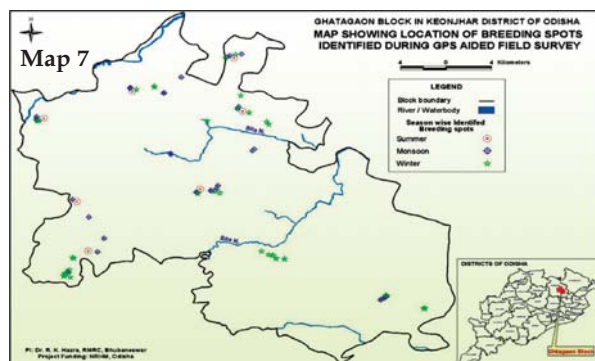 Map 7
GHATAGAON BLOCK IN KEONJHAR DISTRICT OF ODISHA
MAP SHOWING LOCATION OF BREEDING SPOTS
IDENTIFIED DURING GPS AIDED FIELD SURVEY
4 0 4 Kilometers
LEGEND
Block boundary
River / Waterbody
Season wise Identifed
Breeding spots
Summer
Monsoon
Winter
DISTRICTS OF ODISHA
Ghatgaon Block
PI: Dr. R. K. Hazra, RMRC, Bhubaneswar
Project Funding: NRHM, Odisha